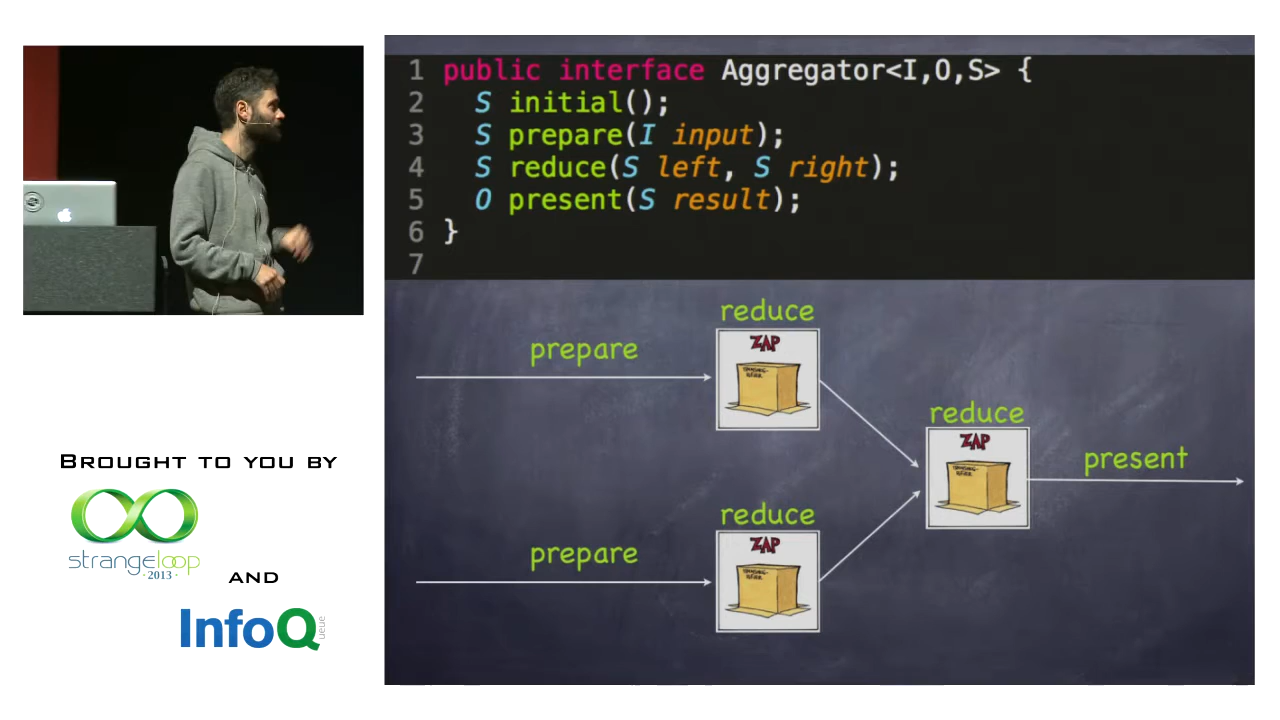 1 public interface Aggregator<I,O,S> {
2 S initial();
3 S prepare(I input);
4 S reduce(S left, S right);
5 O present(S result);
6 }
7
reduce
ZAP
prepare
reduce
ZAP
present
reduce
ZAP
prepare
BROUGHT TO YOU BY
strangeloop
·2013·
AND
InfoQ
ueue